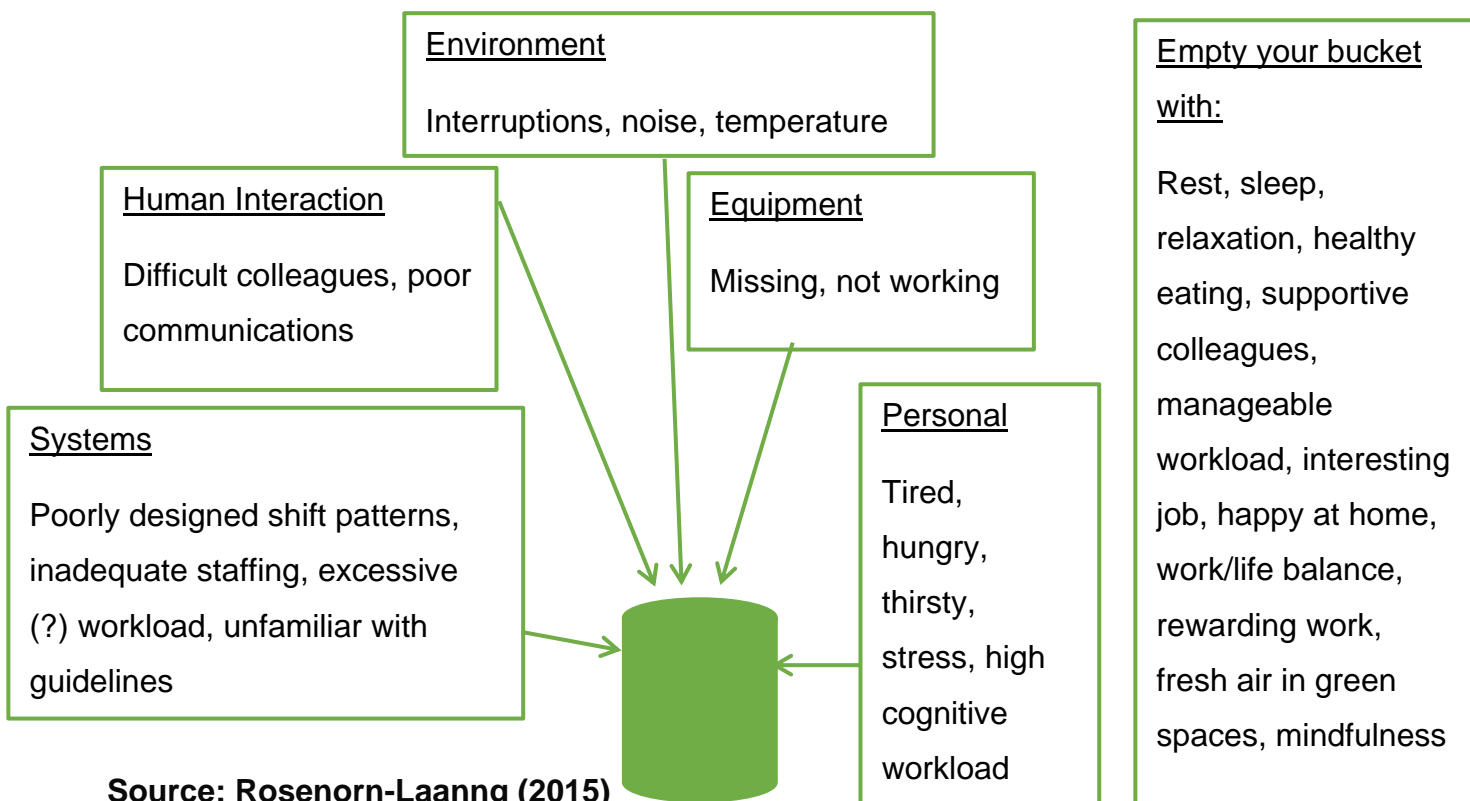 Environment
Interruptions, noise, temperature
Human Interaction
Difficult colleagues, poor
communications
Equipment
Missing, not working
Systems
Poorly designed shift patterns,
inadequate staffing, excessive
(?) workload, unfamiliar with
guidelines
Personal
Tired,
hungry,
thirsty,
stress, high
cognitive
workload
Empty your bucket
with:
Rest, sleep,
relaxation, healthy
eating, supportive
colleagues,
manageable
workload, interesting
job, happy at home,
work/life balance,
rewarding work,
fresh air in green
spaces, mindfulness
Source: Rosenorn-Laanng (2015)